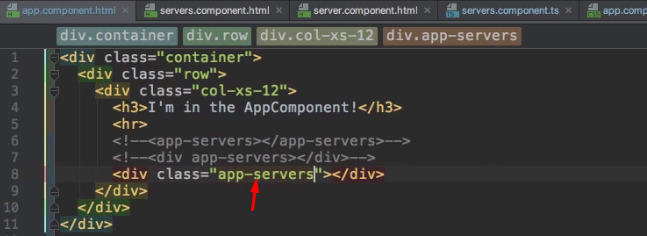 app.component.html servers.component.html server.component.html servers.component.ts app.compon
div.container div.row div.col-xs-12 div.app-servers
1 <div class="container">
2 <div class="row">
3 <div class="col-xs-12">
4 <h3>I'm in the AppComponent!</h3>
5 <hr>
6 <!--<app-servers></app-servers>-->
7 <!--<div app-servers></div>-->
8 <div class="app-servers"></div>
9 </div>
10 </div>
11 </div>